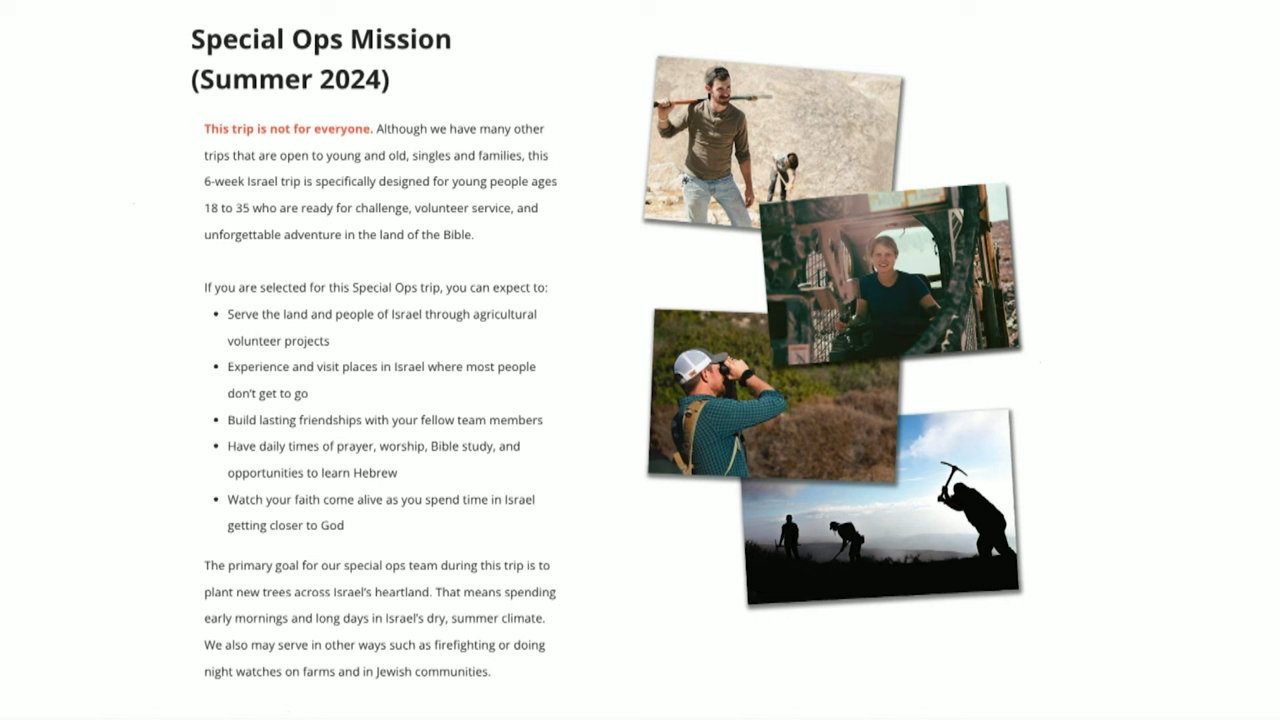 Special Ops Mission
(Summer 2024)
This trip is not for everyone. Although we have many other
trips that are open to young and old, singles and families, this
6-week Israel trip is specifically designed for young people ages
18 to 35 who are ready for challenge, volunteer service, and
unforgettable adventure in the land of the Bible.
If you are selected for this Special Ops trip, you can expect to:
• Serve the land and people of Israel through agricultural
volunteer projects
• Experience and visit places in Israel where most people
don't get to go
• Build lasting friendships with your fellow team members
• Have daily times of prayer, worship, Bible study, and
opportunities to learn Hebrew
• Watch your faith come alive as you spend time in Israel
getting closer to God
The primary goal for our special ops team during this trip is to
plant new trees across Israel's heartland. That means spending
early mornings and long days in Israel's dry, summer climate.
We also may serve in other ways such as firefighting or doing
night watches on farms and in Jewish communities.